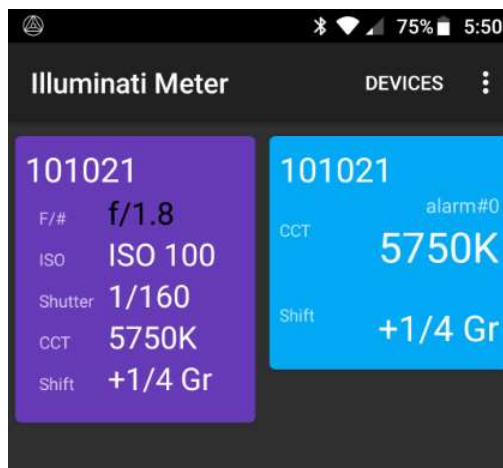 75% 5:50
Illuminati Meter DEVICES
101021
F/# f/1.8
ISO ISO 100
Shutter 1/160
CCT 5750K
Shift +1/4 Gr
101021
alarm#0
CCT 5750K
Shift +1/4 Gr